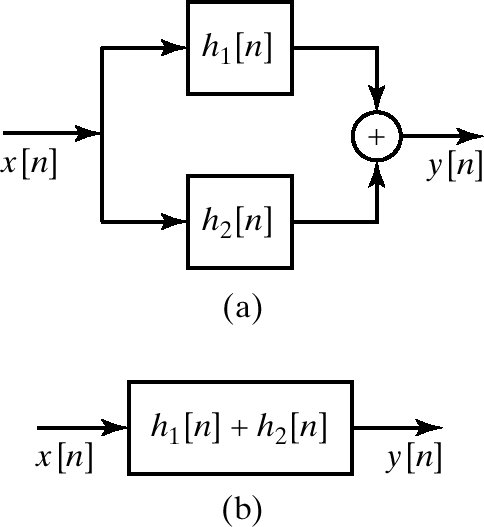 h₁[n]
+
x[n]
y[n]
h₂[n]
(a)
h₁[n] + h₂[n]
x[n]
y[n]
(b)